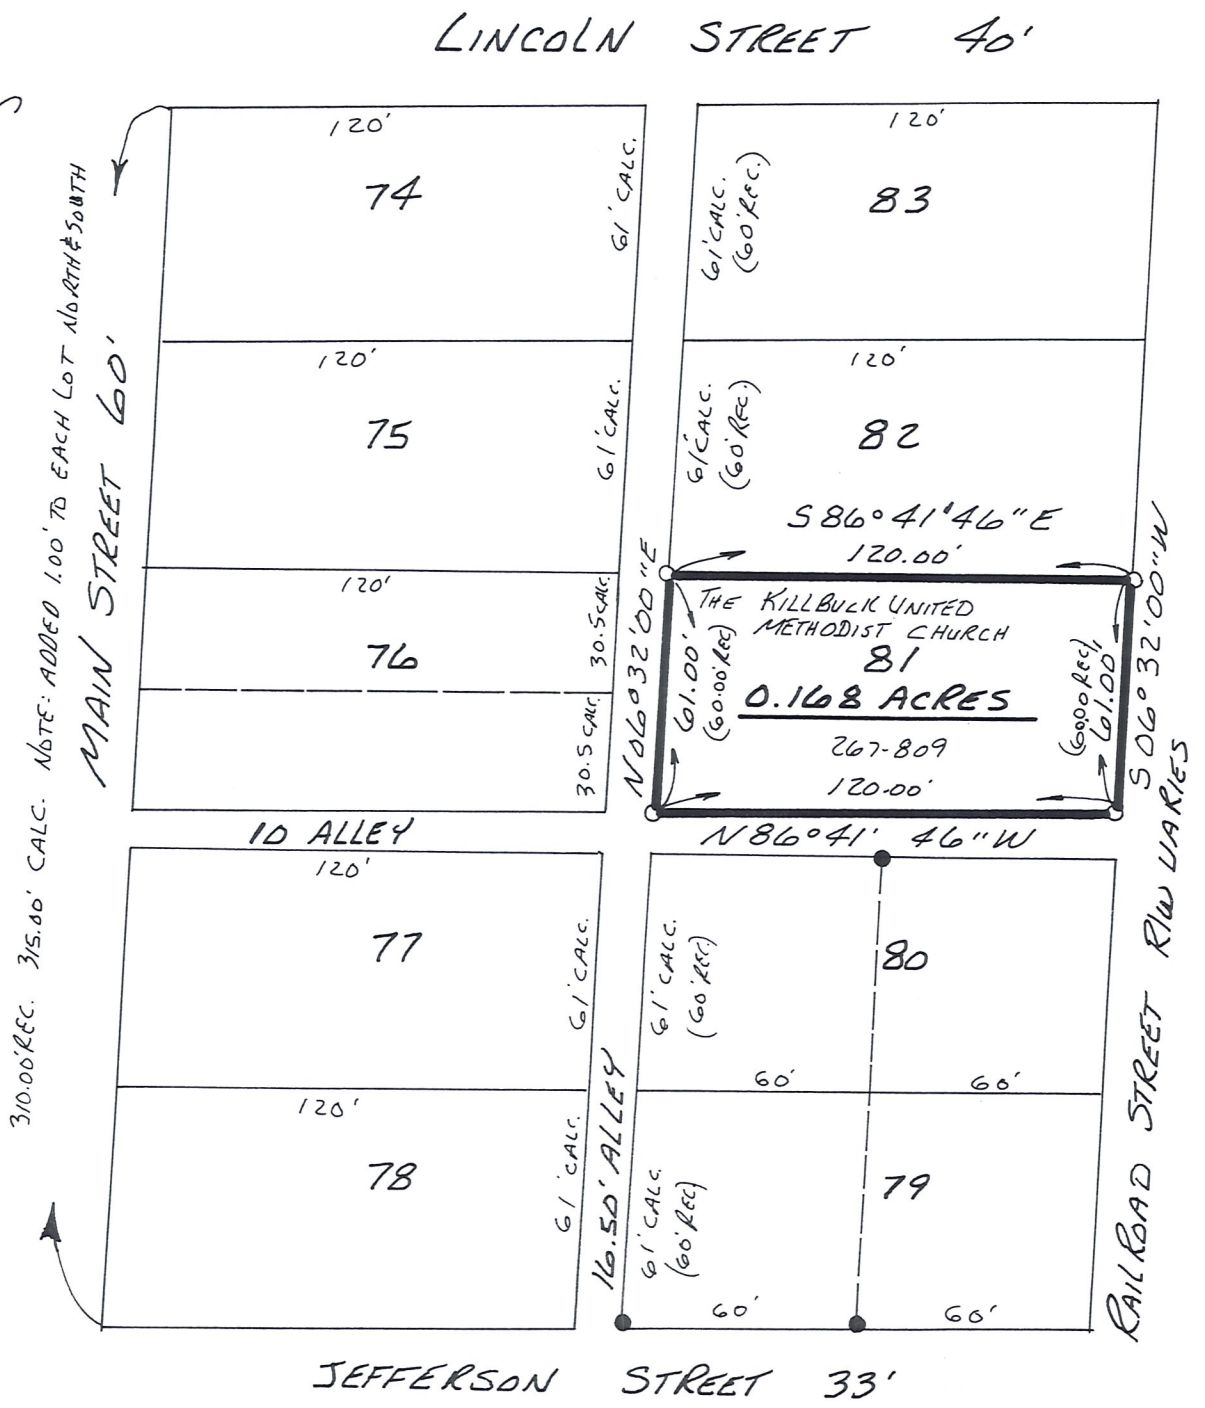 LINCOLN STREET 40'
310.00'REC. 315.00' CALC. NOTE: ADDED 1.00' TO EACH LOT NORTH & SOUTH
MAIN STREET 60'
120'
74
61' CALC.
120'
75
61' CALC.
120'
76
30.5 CALC.
30.5 CALC.
10 ALLEY
120'
77
61' CALC.
120'
78
61' CALC.
16.50' ALLEY
120'
83
61' CALC.
(60' REC.)
120'
82
61' CALC.
(60' REC.)
S 86° 41' 46" E
120.00'
N 06° 32' 00" E
THE KILLBUCK UNITED
METHODIST CHURCH
81
0.168 ACRES
267-809
61.00'
(60.00' REC)
(60.00 REC)
61.00'
S 06° 32' 00" W
120.00'
N 86° 41' 46" W
80
61' CALC.
(60' REC.)
60' 60'
79
61' CALC.
(60' REC)
60' 60'
RAILROAD STREET R/W VARIES
JEFFERSON STREET 33'